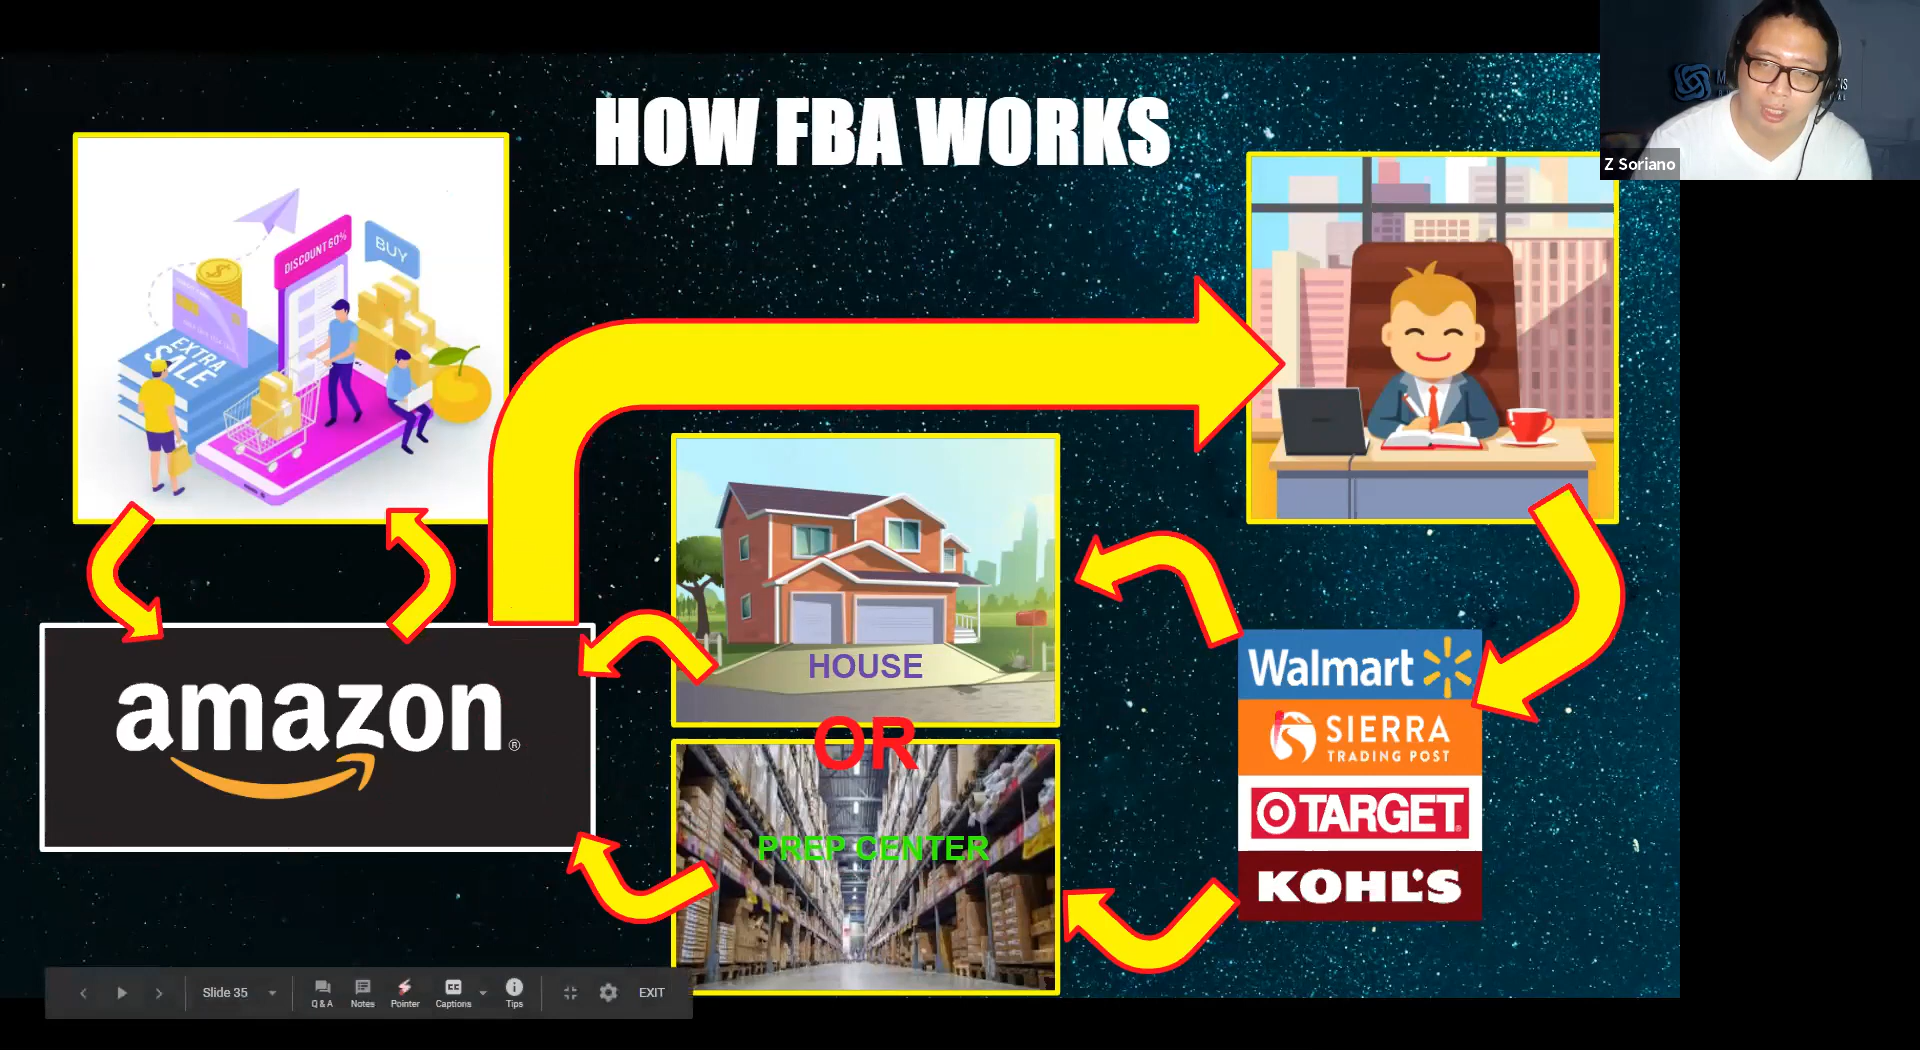 HOW FBA WORKS
Z Soriano
DISCOUNT 60%
BUY
EXTRA
SALE
HOUSE
OR
PREP CENTER
amazon®
Walmart
SIERRA
TRADING POST
TARGET
KOHL'S
Slide 35
Q & A
Notes
Pointer
Captions
Tips
EXIT